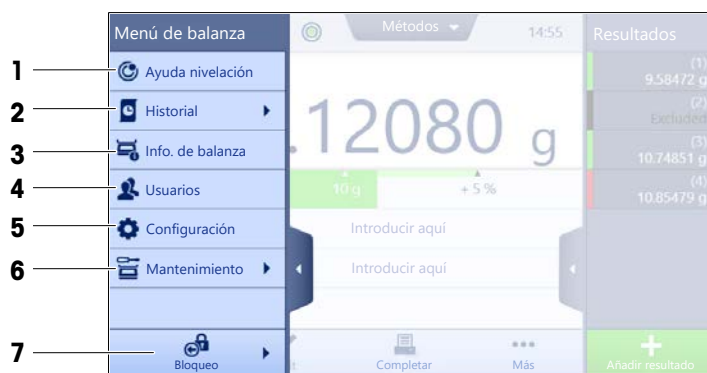 Menú de balanza
Métodos
14:55
Resultados
1
Ayuda nivelación
2
Historial
3
Info. de balanza
4
Usuarios
5
Configuración
6
Mantenimiento
7
Bloqueo
.12080 g
10 g
+ 5 %
Introducir aquí
Introducir aquí
Completar
Más
(1)
9.58472 g
(2)
Excluded
(3)
10.74851 g
(4)
10.85479 g
Añadir resultado